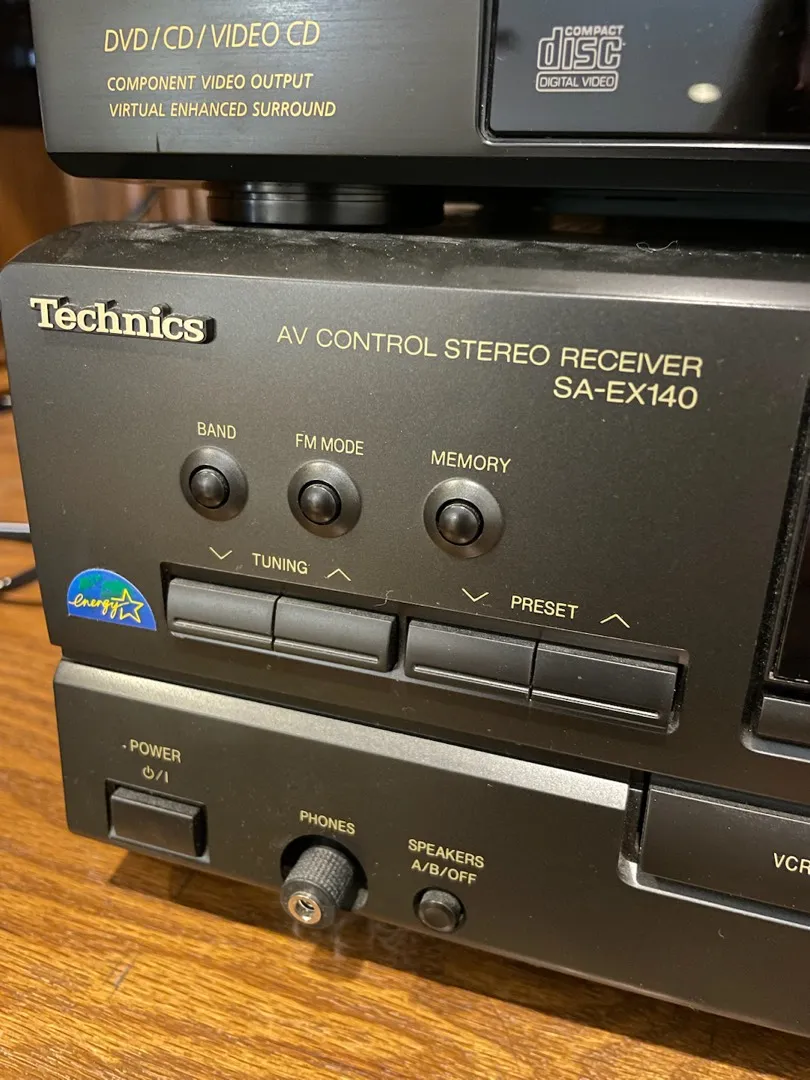 DVD/CD/VIDEO CD
COMPONENT VIDEO OUTPUT
VIRTUAL ENHANCED SURROUND
COMPACT
disc
DIGITAL VIDEO
Technics
AV CONTROL STEREO RECEIVER
SA-EX140
BAND
FM MODE
MEMORY
TUNING
PRESET
energy
POWER
⏻/I
PHONES
SPEAKERS
A/B/OFF
VCR